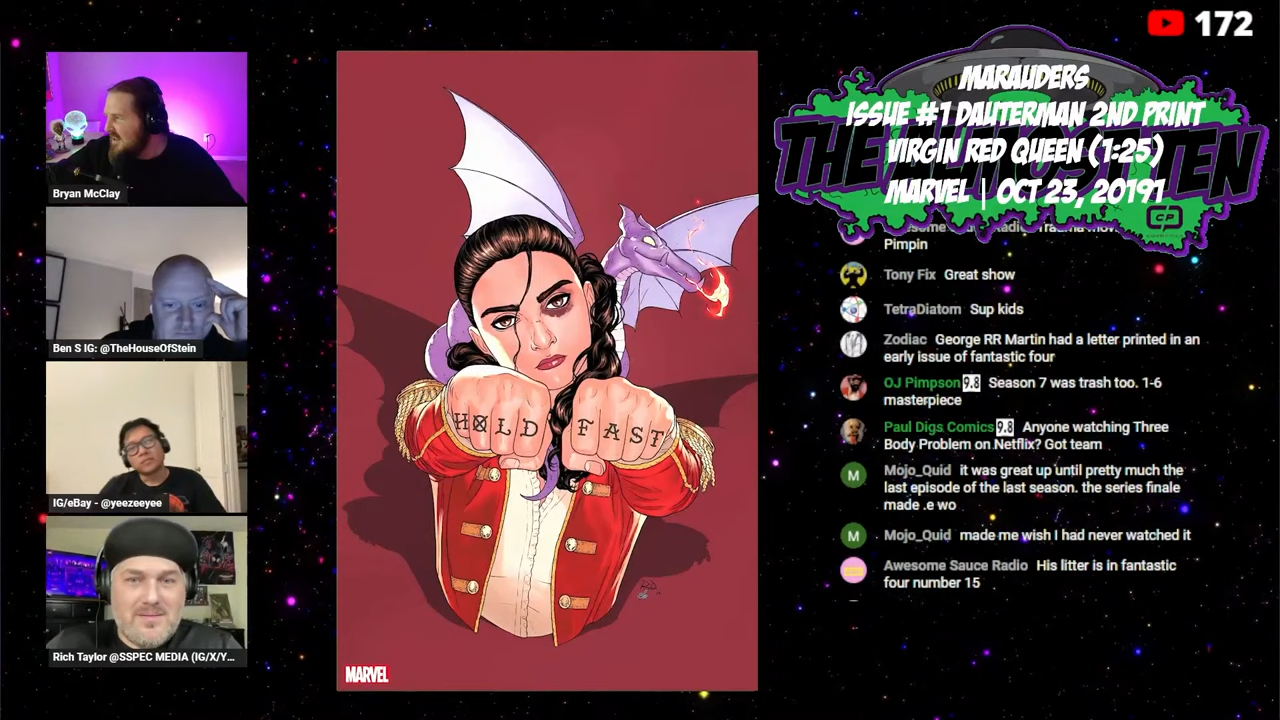 172
MARAUDERS
ISSUE #1 DAUTERMAN 2ND PRINT
VIRGIN RED QUEEN (1:25)
MARVEL | OCT 23, 20191
THE ALMOST TEN
CP
Bryan McClay
Ben S IG: @TheHouseOfStein
IG/eBay - @yeezeeyee
Rich Taylor @SSPEC MEDIA (IG/X/Y...
HOLD FAST
MARVEL
Pimpin
Tony Fix Great show
TetraDiatom Sup kids
Zodiac George RR Martin had a letter printed in an
early issue of fantastic four
OJ Pimpson 9.8 Season 7 was trash too. 1-6
masterpiece
Paul Digs Comics 9.8 Anyone watching Three
Body Problem on Netflix? Got team
Mojo_Quid it was great up until pretty much the
last episode of the last season. the series finale
made .e wo
Mojo_Quid made me wish I had never watched it
Awesome Sauce Radio His litter is in fantastic
four number 15